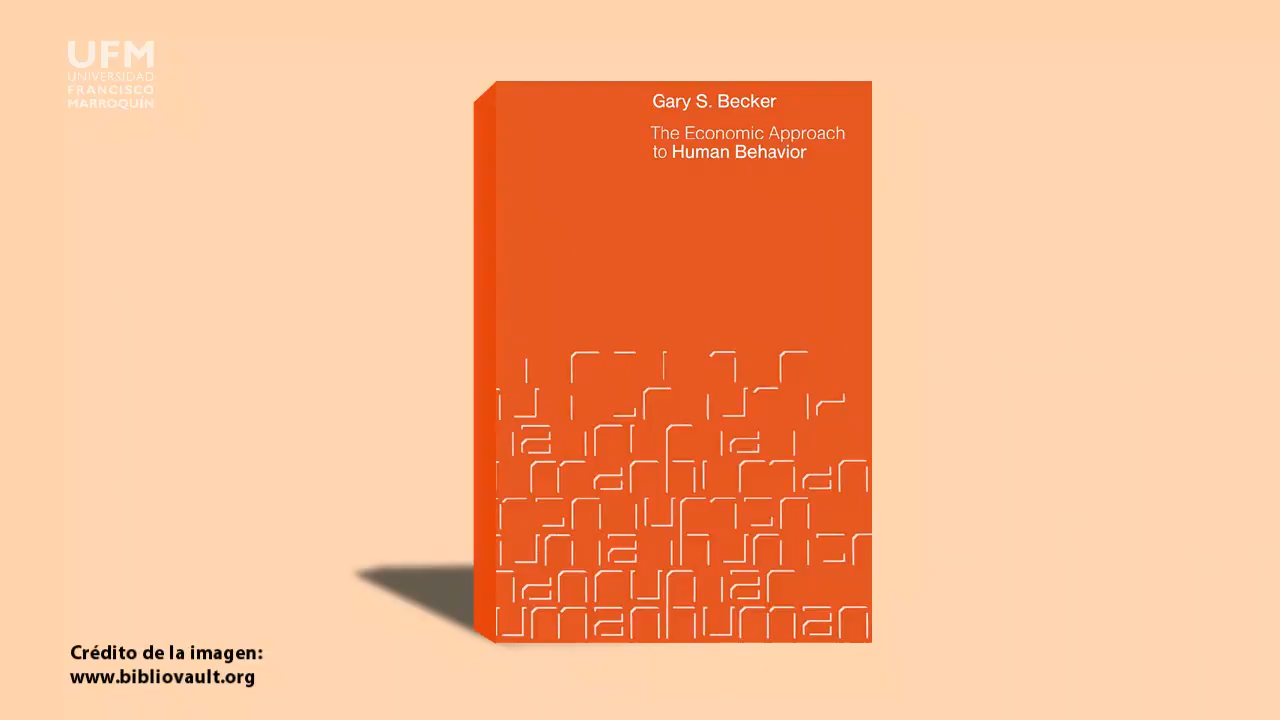 UFM
UNIVERSIDAD
FRANCISCO
MARROQUÍN
Gary S. Becker
The Economic Approach
to Human Behavior
umanhuman
Crédito de la imagen:
www.bibliovault.org